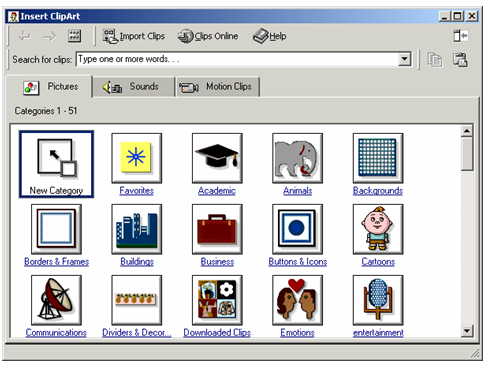 Insert ClipArt
Import Clips Clips Online Help
Search for clips: Type one or more words. . .
Pictures Sounds Motion Clips
Categories 1 - 51
New Category Favorites Academic Animals Backgrounds
Borders & Frames Buildings Business Buttons & Icons Cartoons
Communications Dividers & Decor... Downloaded Clips Emotions entertainment